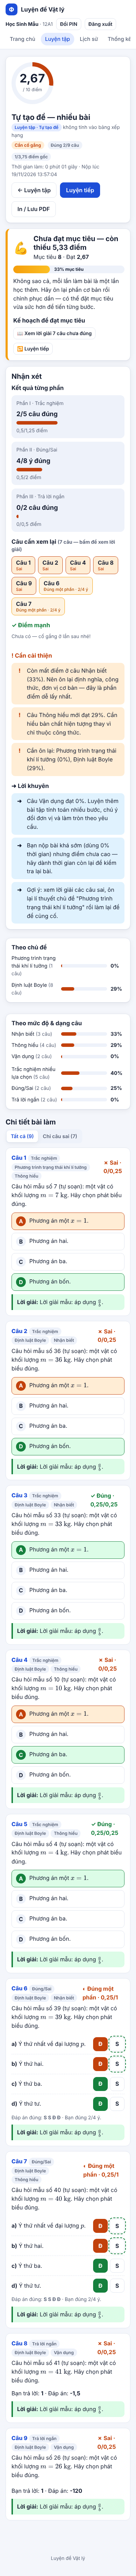 Luyện đề Vật lý
Học Sinh Mẫu 12A1 Đổi PIN Đăng xuất
Trang chủ Luyện tập Lịch sử Thống kê
2,67
/ 15 điểm
Tự tạo đề — nhiều bài
Luyện tập · Tự tạo đề Không tính vào bảng xếp
hạng
Cần cố gắng Đúng 2/9 câu
1/3,75 điểm gốc
Thời gian làm: 0 phút 01 giây · Nộp lúc
19/11/2026 13:57:04
← Luyện tập Luyện tiếp
In / Lưu PDF
Chưa đạt mục tiêu — còn
thiếu 5,33 điểm
33% mục tiêu
Không sao cả, mỗi lần làm bài là một lần
tiến bộ. Hãy xem kế hoạch để bản để
chinh phục dần — có thể đặt mục tiêu
vừa sức hơn để tiến từng bước.
Kế hoạch để đạt mục tiêu
Mục tiêu 8 · Đạt 2,67
Xem lời giải 7 câu chưa đúng
Luyện tiếp
Nhận xét
Kết quả từng phần
Phần I · Trắc nghiệm
2/5 câu đúng
0,5/1,25 điểm
Phần II · Đúng/Sai
4/8 ý đúng
0,5/2 điểm
Phần III · Trả lời ngắn
0/2 câu đúng
0/0,5 điểm
Câu cần xem lại (7 câu — bấm để xem lời
giải)
Câu 1 Câu 2 Câu 4 Câu 8
Sai Sai Sai Sai
Câu 9 Câu 6
Sai Đúng một phần · 2/4 ý
Câu 7
Đúng một phần · 2/4 ý
✓ Điểm mạnh
Chưa có — cố gắng ở lần sau nhé!
! Cần cải thiện
! Còn mất điểm ở câu Nhận biết
(33%). Nên ôn lại định nghĩa, công
thức, đơn vị cơ bản — đây là phần
điểm dễ lấy nhất.
! Câu Thông hiểu mới đạt 29%. Cần
hiểu bản chất hiện tượng thay vì
chỉ thuộc công thức.
! Cần ôn lại: Phương trình trạng thái
khí lí tưởng (0%), Định luật Boyle
(29%).
➜ Lời khuyên
➜ Câu Vận dụng đạt 0%. Luyện thêm
bài tập tính toán nhiều bước, chú ý
đổi đơn vị và làm tròn theo yêu
cầu.
➜ Bạn nộp bài khá sớm (dùng 0%
thời gian) nhưng điểm chưa cao —
hãy dành thời gian còn lại để kiểm
tra lại bài.
➜ Gợi ý: xem lời giải các câu sai, ôn
lại lí thuyết chủ đề "Phương trình
trạng thái khí lí tưởng" rồi làm lại đề
để củng cố.
Theo chủ đề
Phương trình trạng
thái khí lí tưởng (1
câu) 0%
Định luật Boyle (8
câu) 29%
Theo mức độ & dạng câu
Nhận biết (3 câu) 33%
Thông hiểu (4 câu) 29%
Vận dụng (2 câu) 0%
Trắc nghiệm nhiều
lựa chọn (5 câu) 40%
Đúng/Sai (2 câu) 25%
Trả lời ngắn (2 câu) 0%
Chi tiết bài làm
Tất cả (9) Chỉ câu sai (7)
Câu 1 Trắc nghiệm × Sai ·
Phương trình trạng thái khí lí tưởng 0/0,25
Thông hiểu
Câu hỏi mẫu số 7 (tự soạn): một vật có
khối lượng m = 7 kg. Hãy chọn phát biểu
đúng.
A Phương án một x = 1.
B Phương án hai.
C Phương án ba.
D Phương án bốn.
Lời giải: Lời giải mẫu: áp dụng
Câu 2 Trắc nghiệm × Sai ·
Định luật Boyle Nhận biết 0/0,25
Câu hỏi mẫu số 36 (tự soạn): một vật có
khối lượng m = 36 kg. Hãy chọn phát
biểu đúng.
A Phương án một x = 1.
B Phương án hai.
C Phương án ba.
D Phương án bốn.
Lời giải: Lời giải mẫu: áp dụng
Câu 3 Trắc nghiệm ✓ Đúng ·
Định luật Boyle Nhận biết 0,25/0,25
Câu hỏi mẫu số 33 (tự soạn): một vật có
khối lượng m = 33 kg. Hãy chọn phát
biểu đúng.
A Phương án một x = 1.
B Phương án hai.
C Phương án ba.
D Phương án bốn.
Lời giải: Lời giải mẫu: áp dụng
Câu 4 Trắc nghiệm × Sai ·
Định luật Boyle Thông hiểu 0/0,25
Câu hỏi mẫu số 10 (tự soạn): một vật có
khối lượng m = 10 kg. Hãy chọn phát
biểu đúng.
A Phương án một x = 1.
B Phương án hai.
C Phương án ba.
D Phương án bốn.
Lời giải: Lời giải mẫu: áp dụng
Câu 5 Trắc nghiệm ✓ Đúng ·
Định luật Boyle Thông hiểu 0,25/0,25
Câu hỏi mẫu số 4 (tự soạn): một vật có
khối lượng m = 4 kg. Hãy chọn phát biểu
đúng.
A Phương án một x = 1.
B Phương án hai.
C Phương án ba.
D Phương án bốn.
Lời giải: Lời giải mẫu: áp dụng
Câu 6 Đúng/Sai Đúng một
Định luật Boyle Nhận biết phần · 0,25/1
Câu hỏi mẫu số 39 (tự soạn): một vật có
khối lượng m = 39 kg. Hãy chọn phát
biểu đúng.
a) Ý thứ nhất về đại lượng p. Đ S
b) Ý thứ hai. Đ S
c) Ý thứ ba. Đ S
d) Ý thứ tư. Đ S
Đáp án đúng: S S Đ Đ · Bạn đúng 2/4 ý.
Lời giải: Lời giải mẫu: áp dụng
Câu 7 Đúng/Sai Đúng một
Định luật Boyle phần · 0,25/1
Thông hiểu
Câu hỏi mẫu số 40 (tự soạn): một vật có
khối lượng m = 40 kg. Hãy chọn phát
biểu đúng.
a) Ý thứ nhất về đại lượng p. Đ S
b) Ý thứ hai. Đ S
c) Ý thứ ba. Đ S
d) Ý thứ tư. Đ S
Đáp án đúng: S S Đ Đ · Bạn đúng 2/4 ý.
Lời giải: Lời giải mẫu: áp dụng
Câu 8 Trả lời ngắn × Sai ·
Định luật Boyle Vận dụng 0/0,25
Câu hỏi mẫu số 41 (tự soạn): một vật có
khối lượng m = 41 kg. Hãy chọn phát
biểu đúng.
Bạn trả lời: 1 · Đáp án: -1,5
Lời giải: Lời giải mẫu: áp dụng
Câu 9 Trả lời ngắn × Sai ·
Định luật Boyle Vận dụng 0/0,25
Câu hỏi mẫu số 26 (tự soạn): một vật có
khối lượng m = 26 kg. Hãy chọn phát
biểu đúng.
Bạn trả lời: 1 · Đáp án: -120
Lời giải: Lời giải mẫu: áp dụng
Luyện đề Vật lý